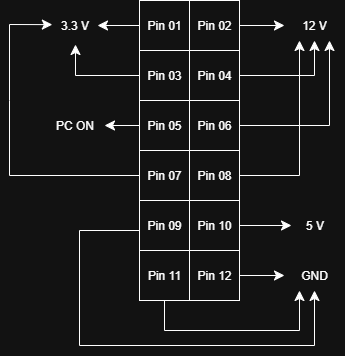 3.3 V Pin 01 Pin 02 12 V
Pin 03 Pin 04
PC ON Pin 05 Pin 06
Pin 07 Pin 08
Pin 09 Pin 10 5 V
Pin 11 Pin 12 GND